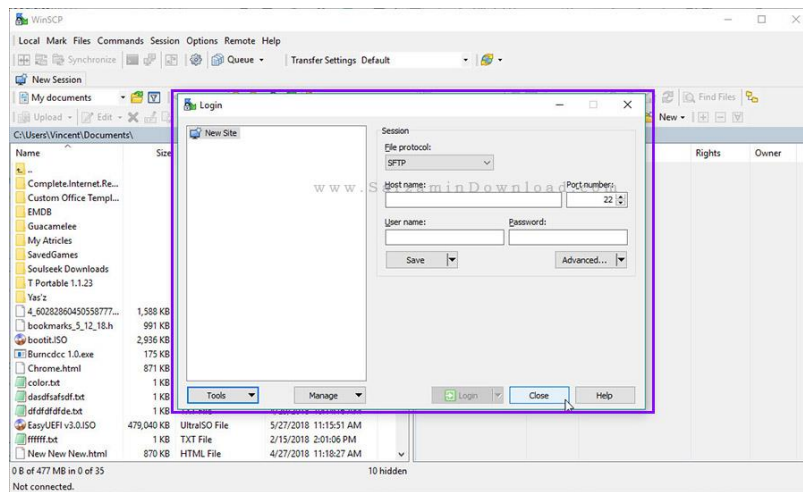 WinSCP
Local Mark Files Commands Session Options Remote Help
Synchronize Queue Transfer Settings Default
New Session
My documents
Find Files
Upload Edit
New
C:\Users\Vincent\Documents\
Name Size
Rights Owner
..
Complete.Internet.Re...
Custom Office Templ...
EMDB
Guacamelee
My Atricles
SavedGames
Soulseek Downloads
T Portable 1.1.23
Yas'z
4_60282860450558777... 1,588 KB
bookmarks_5_12_18.h 991 KB
bootit.ISO 2,936 KB
Burncdcc 1.0.exe 175 KB
Chrome.html 871 KB
color.txt 1 KB
dasdfsafsdf.txt 1 KB
dfdfdfdfde.txt 1 KB
EasyUEFI v3.0.ISO 479,040 KB UltraISO File 5/27/2018 11:15:51 AM
ffffff.txt 1 KB TXT File 2/15/2018 2:01:06 PM
New New New.html 870 KB HTML File 4/27/2018 11:18:27 AM
0 B of 477 MB in 0 of 35
10 hidden
Not connected.
Login
New Site
Session
File protocol:
SFTP
www.SarzaminDownload.com
Host name: Port number:
22
User name: Password:
Save Advanced...
Tools Manage Login Close Help